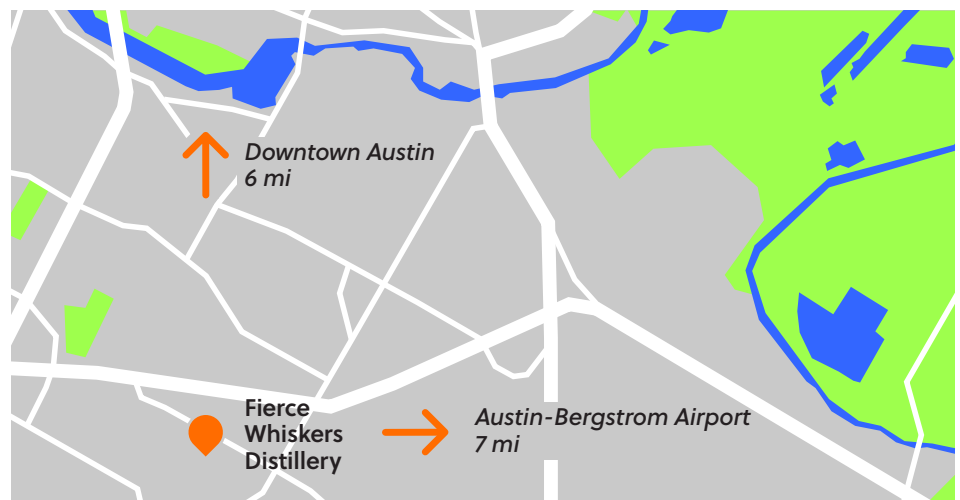 Downtown Austin
6 mi
Fierce
Whiskers
Distillery
Austin-Bergstrom Airport
7 mi